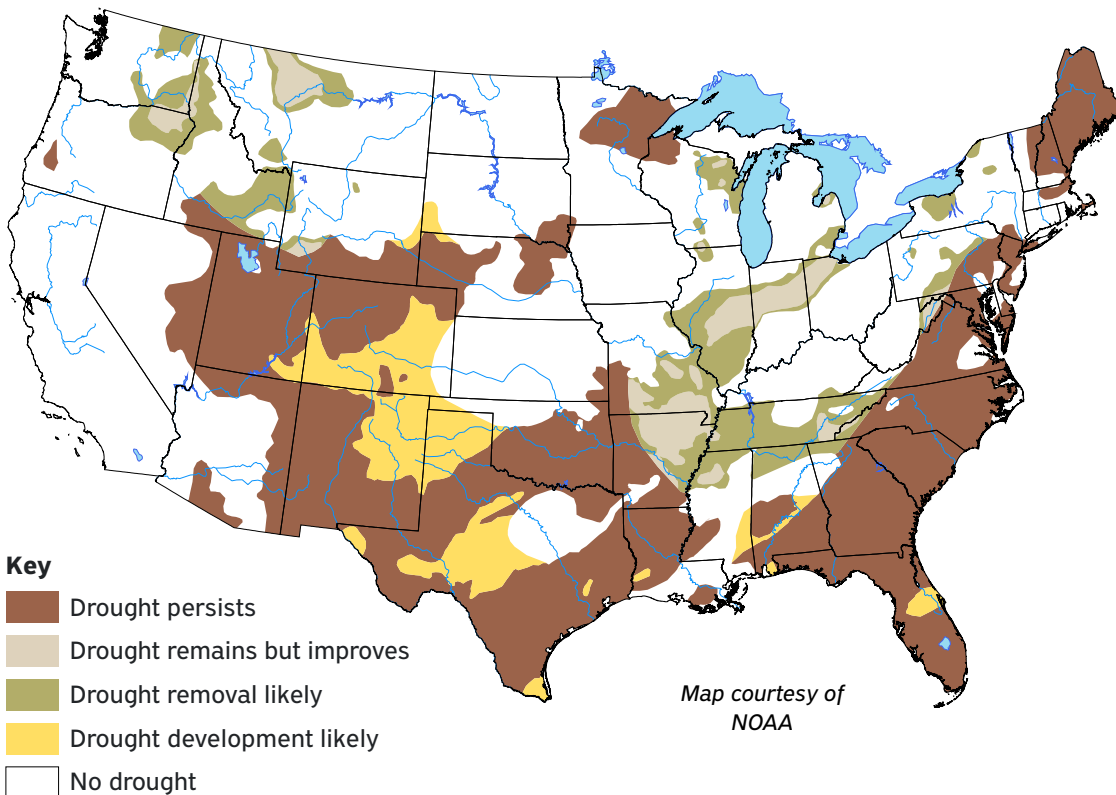 Key
Drought persists
Drought remains but improves
Drought removal likely
Drought development likely
No drought
Map courtesy of
NOAA